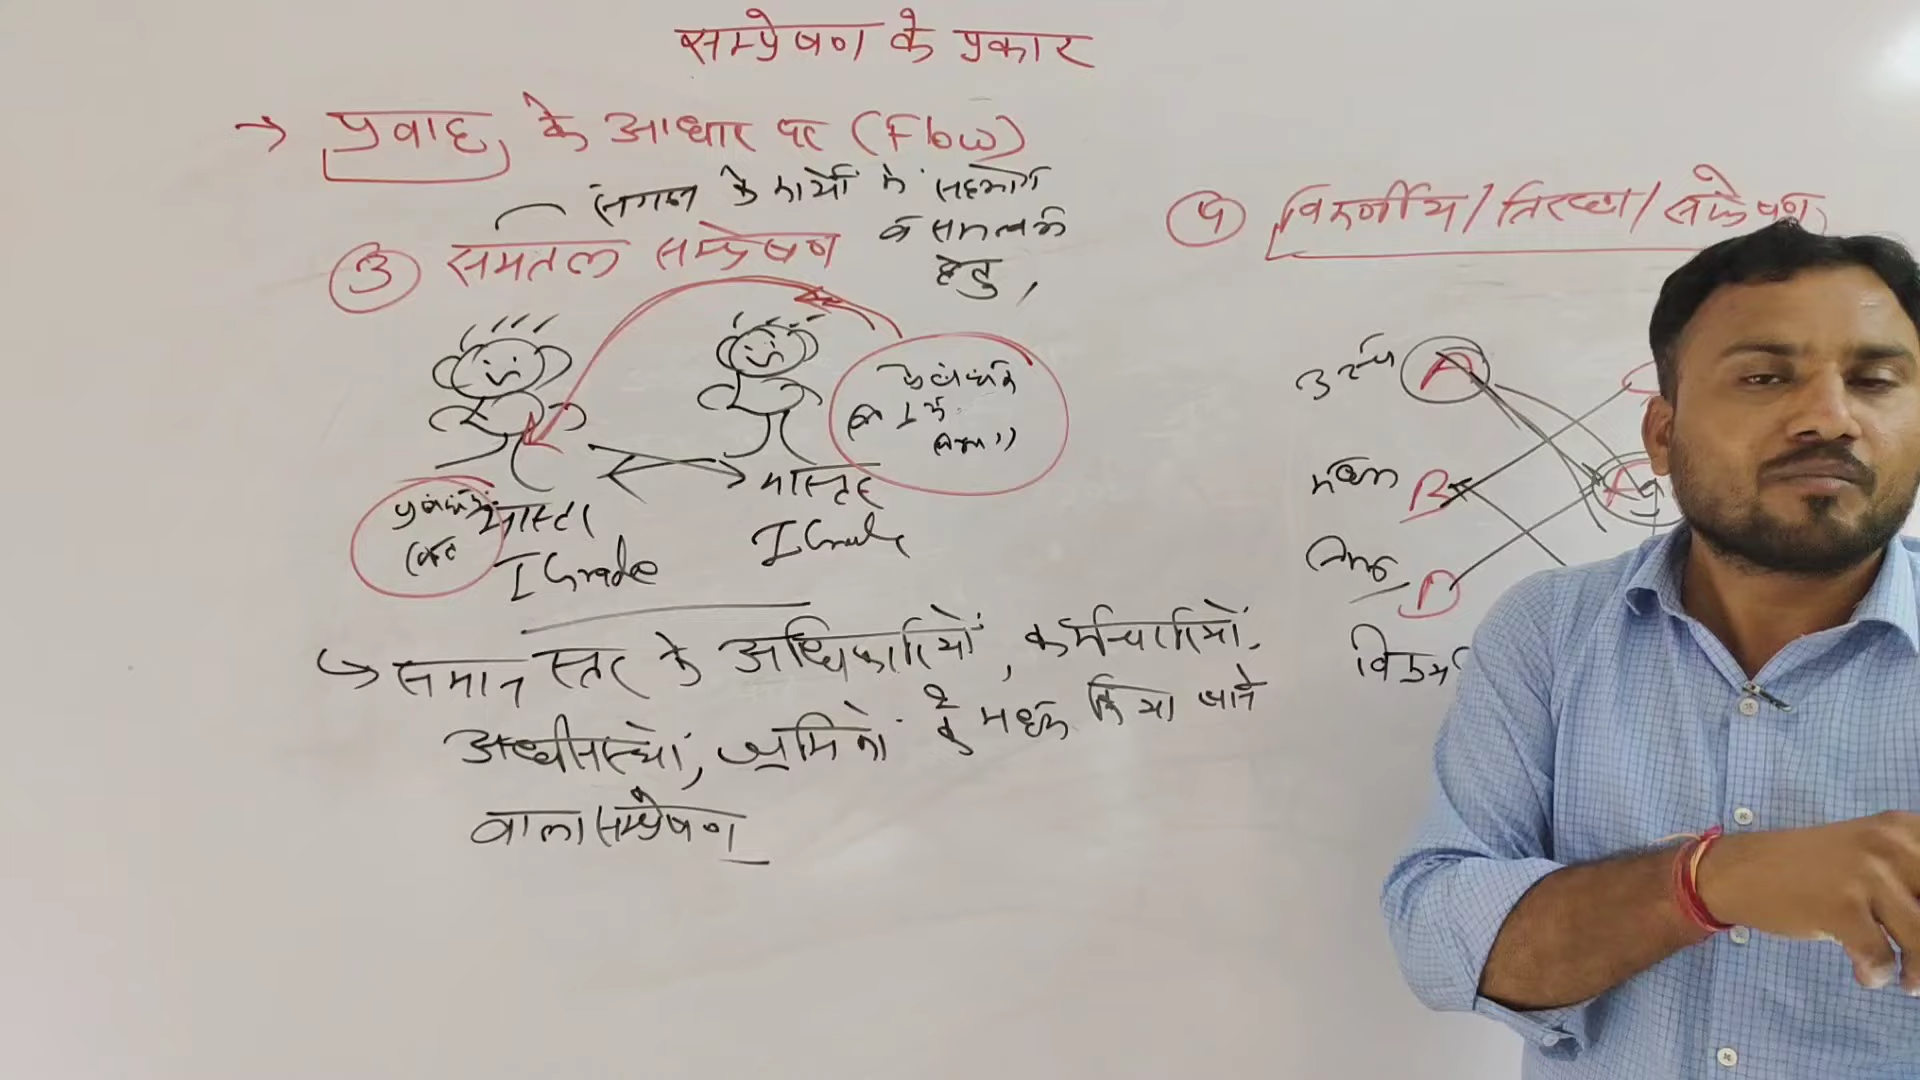 सम्प्रेषण के प्रकार
→ प्रवाह के आधार पर (Flow)
संगठन के कार्यों में सहयोग
व समन्वय
हेतु,
③ समतल सम्प्रेषण
④ विकर्णीय / तिरछा / संप्रेषण
उच्च A
मध्यम B
निम्न D
मास्टर
I Grade
मास्टर
I Grade
समान स्तर के अधिकारियों, कर्मचारियों,
अधीनस्थों, श्रमिकों के मध्य किया जाने
वाला सम्प्रेषण